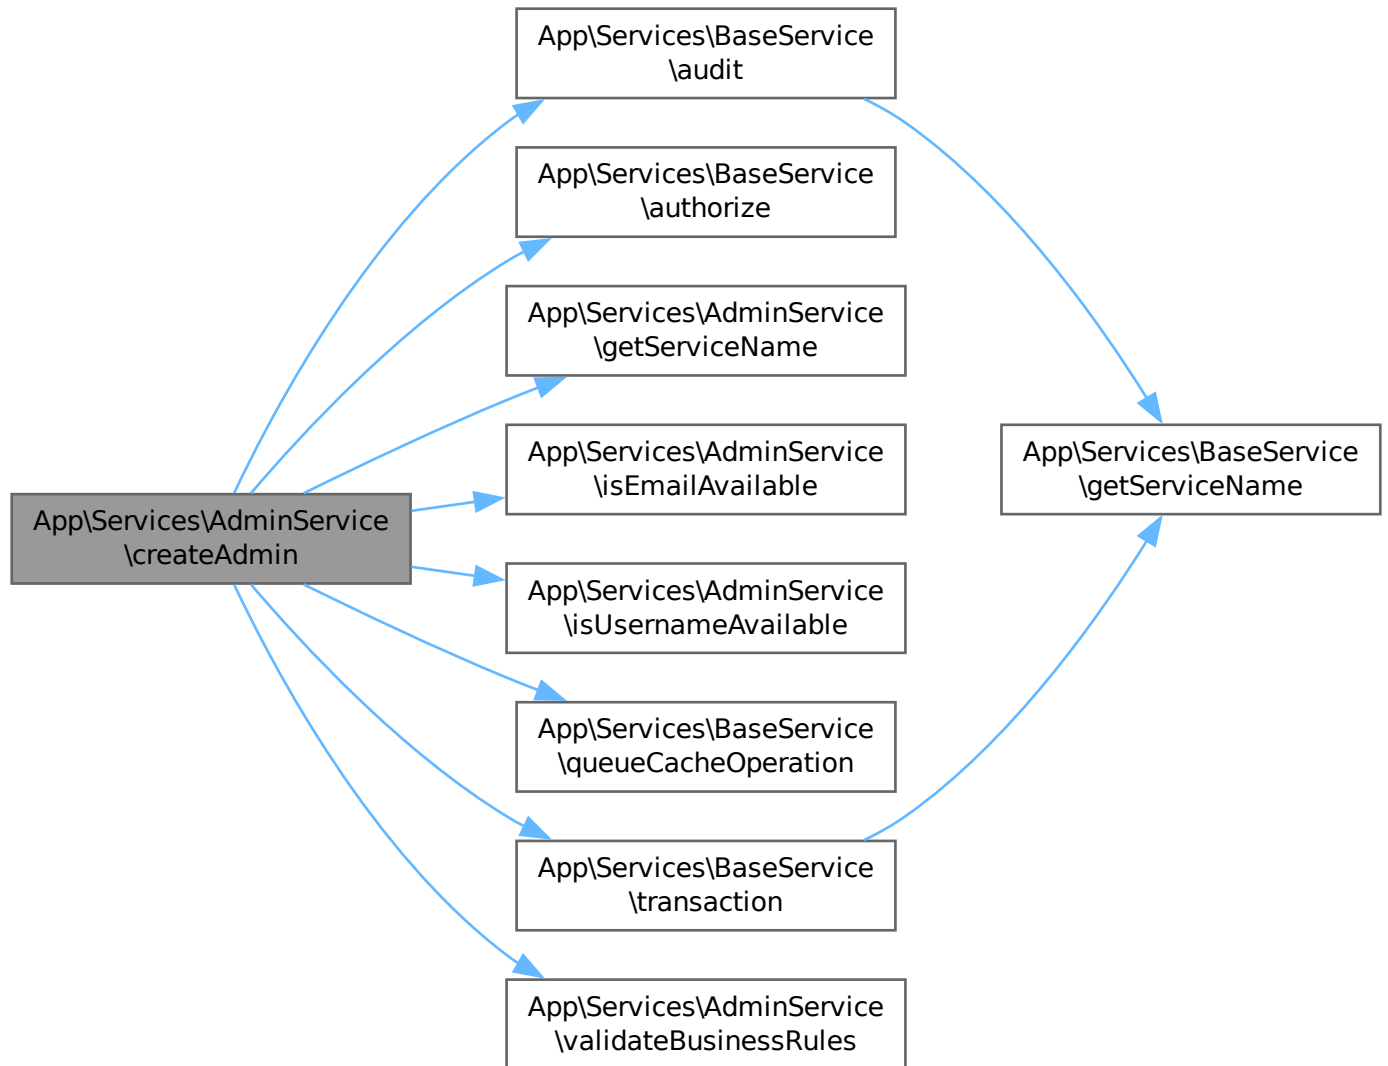 App\Services\BaseService
\audit
App\Services\BaseService
\authorize
App\Services\AdminService
\getServiceName
App\Services\AdminService
\isEmailAvailable
App\Services\BaseService
\getServiceName
App\Services\AdminService
\createAdmin
App\Services\AdminService
\isUsernameAvailable
App\Services\BaseService
\queueCacheOperation
App\Services\BaseService
\transaction
App\Services\AdminService
\validateBusinessRules